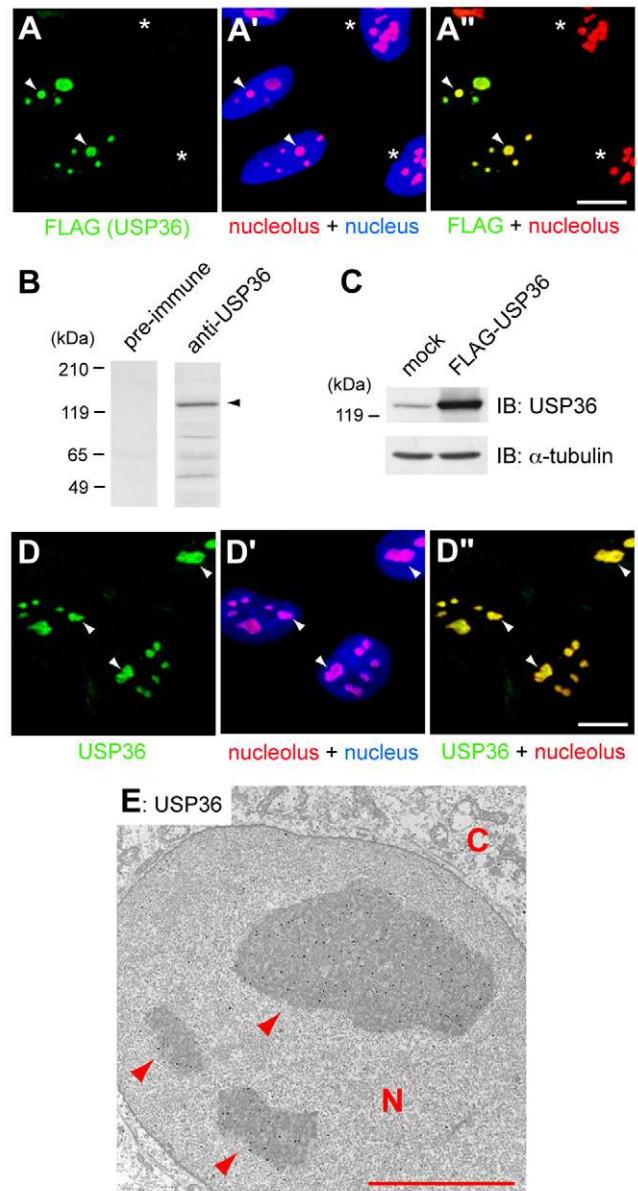 A
A'
A"
*
*
*
*
*
*
FLAG (USP36)
nucleolus + nucleus
FLAG + nucleolus
B
C
(kDa)
pre-immune
anti-USP36
210
119
65
49
mock
FLAG-USP36
(kDa)
119
IB: USP36
IB: α-tubulin
D
D'
D"
USP36
nucleolus + nucleus
USP36 + nucleolus
E: USP36
C
N